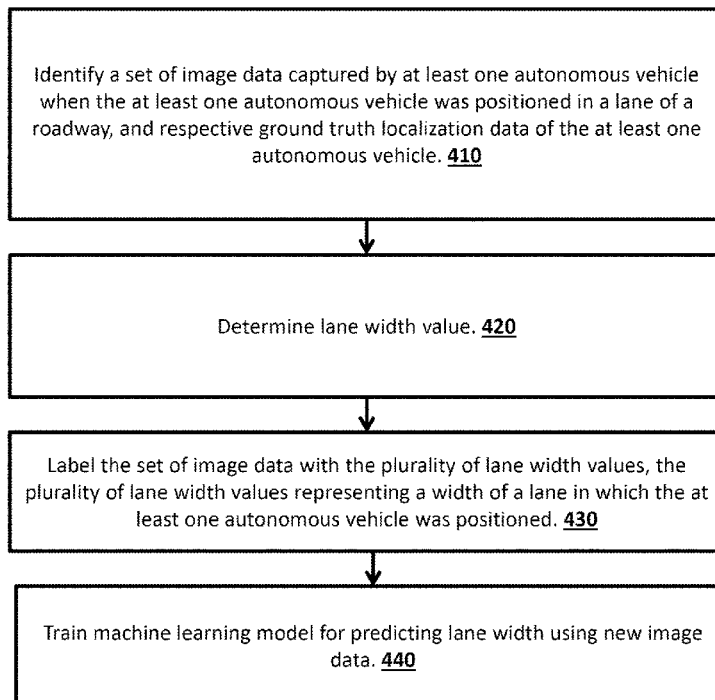 Identify a set of image data captured by at least one autonomous vehicle
when the at least one autonomous vehicle was positioned in a lane of a
roadway, and respective ground truth localization data of the at least one
autonomous vehicle. 410
Determine lane width value. 420
Label the set of image data with the plurality of lane width values, the
plurality of lane width values representing a width of a lane in which the at
least one autonomous vehicle was positioned. 430
Train machine learning model for predicting lane width using new image
data. 440